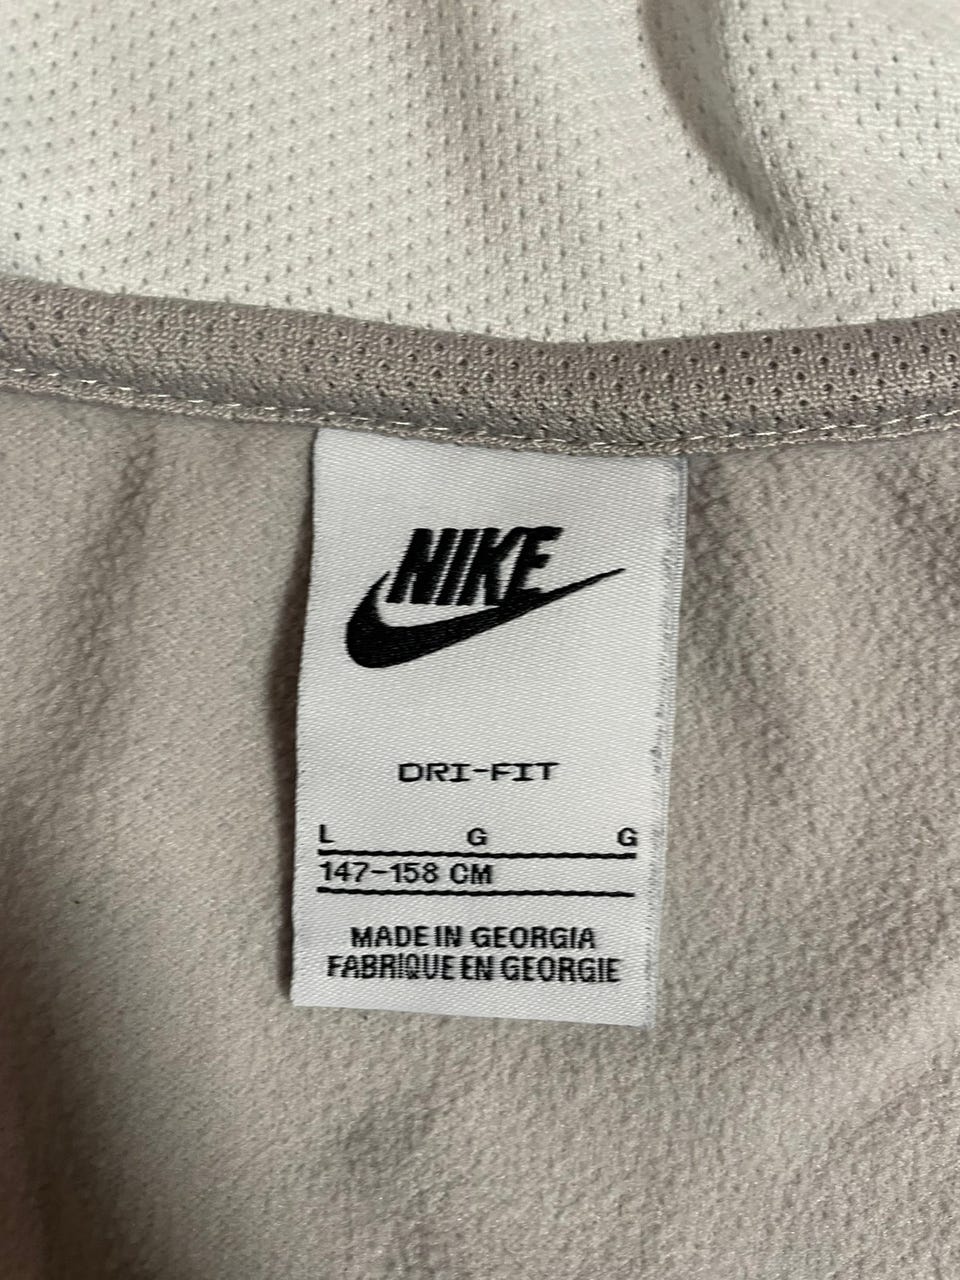 NIKE
DRI-FIT
L G G
147-158 CM
MADE IN GEORGIA
FABRIQUE EN GEORGIE